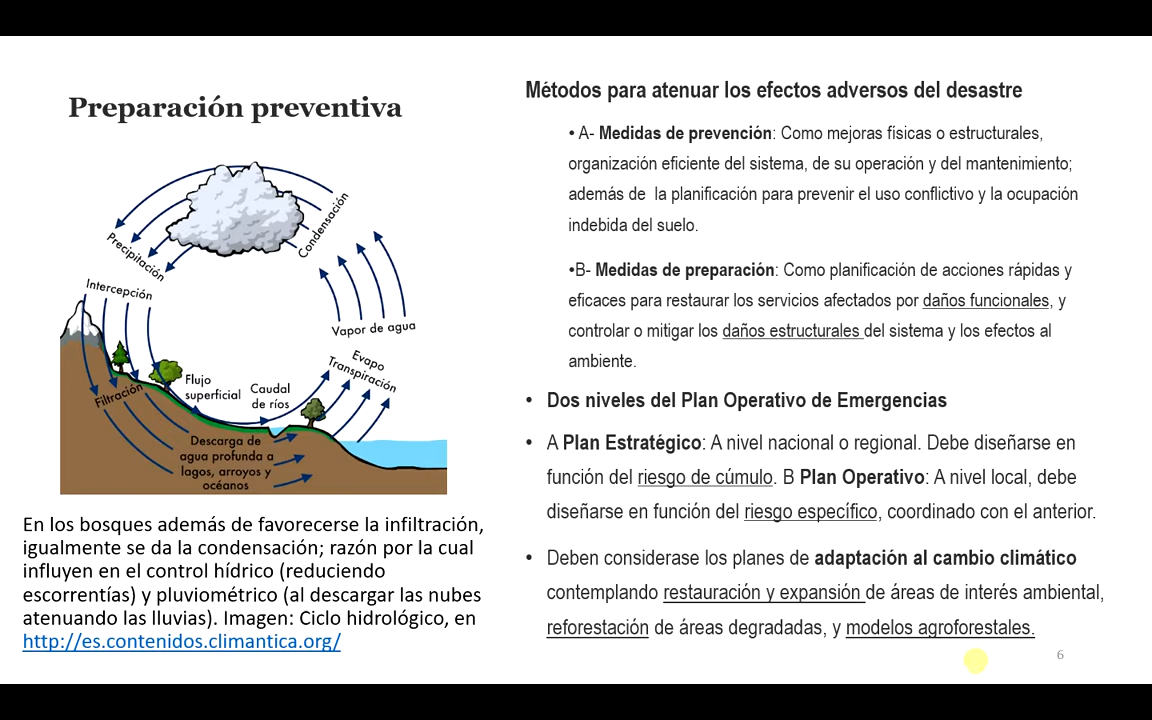 Preparación preventiva
Condensación
Precipitación
Intercepción
Vapor de agua
Evapo
Transpiración
Filtración
Flujo
superficial
Caudal
de ríos
Descarga de
agua profunda a
lagos, arroyos y
océanos
En los bosques además de favorecerse la infiltración,
igualmente se da la condensación; razón por la cual
influyen en el control hídrico (reduciendo
escorrentías) y pluviométrico (al descargar las nubes
atenuando las lluvias). Imagen: Ciclo hidrológico, en
http://es.contenidos.climantica.org/
Métodos para atenuar los efectos adversos del desastre
• A- Medidas de prevención: Como mejoras físicas o estructurales,
organización eficiente del sistema, de su operación y del mantenimiento;
además de la planificación para prevenir el uso conflictivo y la ocupación
indebida del suelo.
•B- Medidas de preparación: Como planificación de acciones rápidas y
eficaces para restaurar los servicios afectados por daños funcionales, y
controlar o mitigar los daños estructurales del sistema y los efectos al
ambiente.
• Dos niveles del Plan Operativo de Emergencias
• A Plan Estratégico: A nivel nacional o regional. Debe diseñarse en
función del riesgo de cúmulo. B Plan Operativo: A nivel local, debe
diseñarse en función del riesgo específico, coordinado con el anterior.
• Deben considerase los planes de adaptación al cambio climático
contemplando restauración y expansión de áreas de interés ambiental,
reforestación de áreas degradadas, y modelos agroforestales.
6